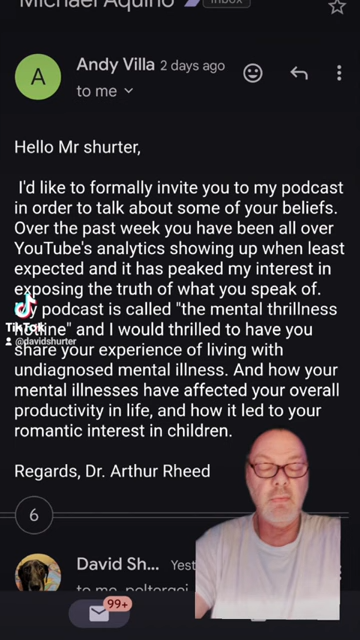 Michael Aquino
Inbox
A
Andy Villa 2 days ago
to me
Hello Mr shurter,
I'd like to formally invite you to my podcast
in order to talk about some of your beliefs.
Over the past week you have been all over
YouTube's analytics showing up when least
expected and it has peaked my interest in
exposing the truth of what you speak of.
podcast is called "the mental thrillness
and I would thrilled to have you
TikTok
@davidshurter
share your experience of living with
undiagnosed mental illness. And how your
mental illnesses have affected your overall
productivity in life, and how it led to your
romantic interest in children.
Regards, Dr. Arthur Rheed
6
David Sh... Yest
to me,
99+